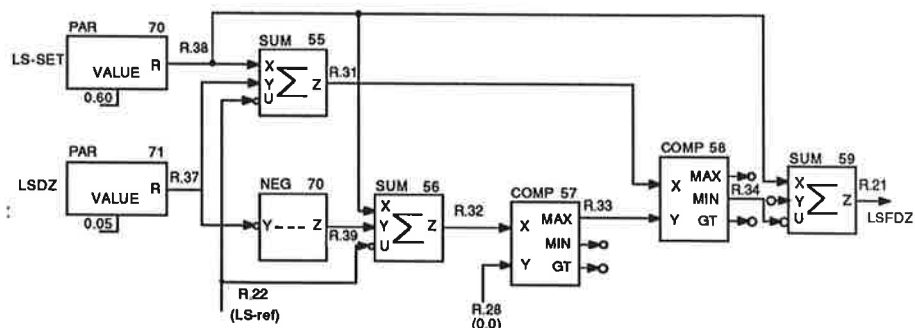 PAR 70
LS-SET
VALUE R
0.60
R.38
SUM 55
X
Y
U
Σ Z
R.31
PAR 71
LSDZ
VALUE R
0.05
R.37
:
NEG 70
Y --- Z
R.39
SUM 56
X
Y
U
Σ Z
R.32
R.22
(LS-ref)
COMP 57
X
Y
MAX
MIN
GT
R.33
R.28
(0.0)
COMP 58
X
Y
MAX
MIN
GT
R.34
SUM 59
X
Y
U
Σ Z
R.21
LSFDZ